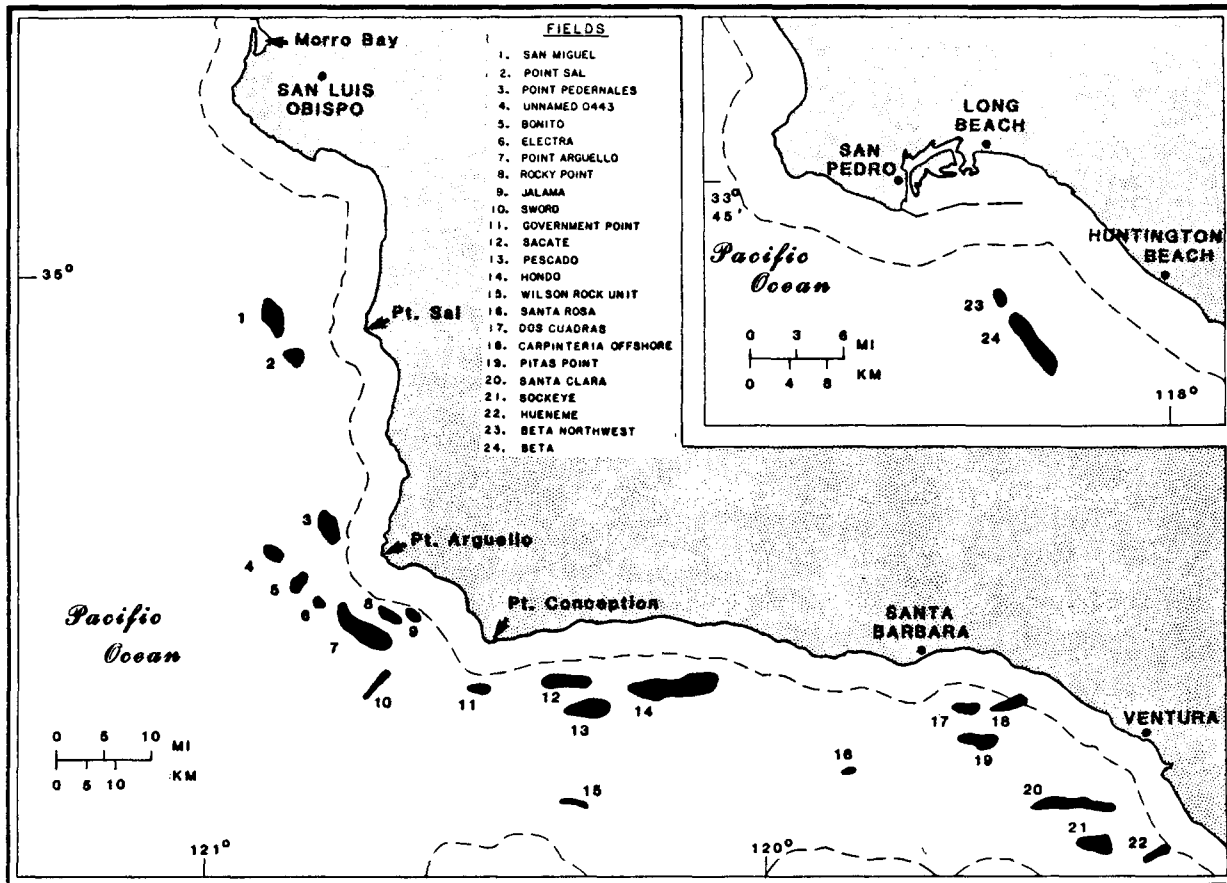 Morro Bay
SAN LUIS
OBISPO
35°
Pt. Sal
Pt. Arguello
Pt. Conception
SANTA
BARBARA
VENTURA
Pacific
Ocean
FIELDS
1. SAN MIGUEL
2. POINT SAL
3. POINT PEDERNALES
4. UNNAMED 0443
5. BONITO
6. ELECTRA
7. POINT ARGUELLO
8. ROCKY POINT
9. JALAMA
10. SWORD
11. GOVERNMENT POINT
12. SACATE
13. PESCADO
14. HONDO
15. WILSON ROCK UNIT
16. SANTA ROSA
17. DOS CUADRAS
18. CARPINTERIA OFFSHORE
19. PITAS POINT
20. SANTA CLARA
21. SOCKEYE
22. HUENEME
23. BETA NORTHWEST
24. BETA
LONG
BEACH
SAN
PEDRO
33°
45'
HUNTINGTON
BEACH
Pacific
Ocean
23
24
0 3 6
MI
0 4 8
KM
118°
1
2
3
4
5
6
7
8
9
10
11
12
13
14
15
16
17
18
19
20
21
22
0 5 10
MI
0 5 10
KM
121°
120°